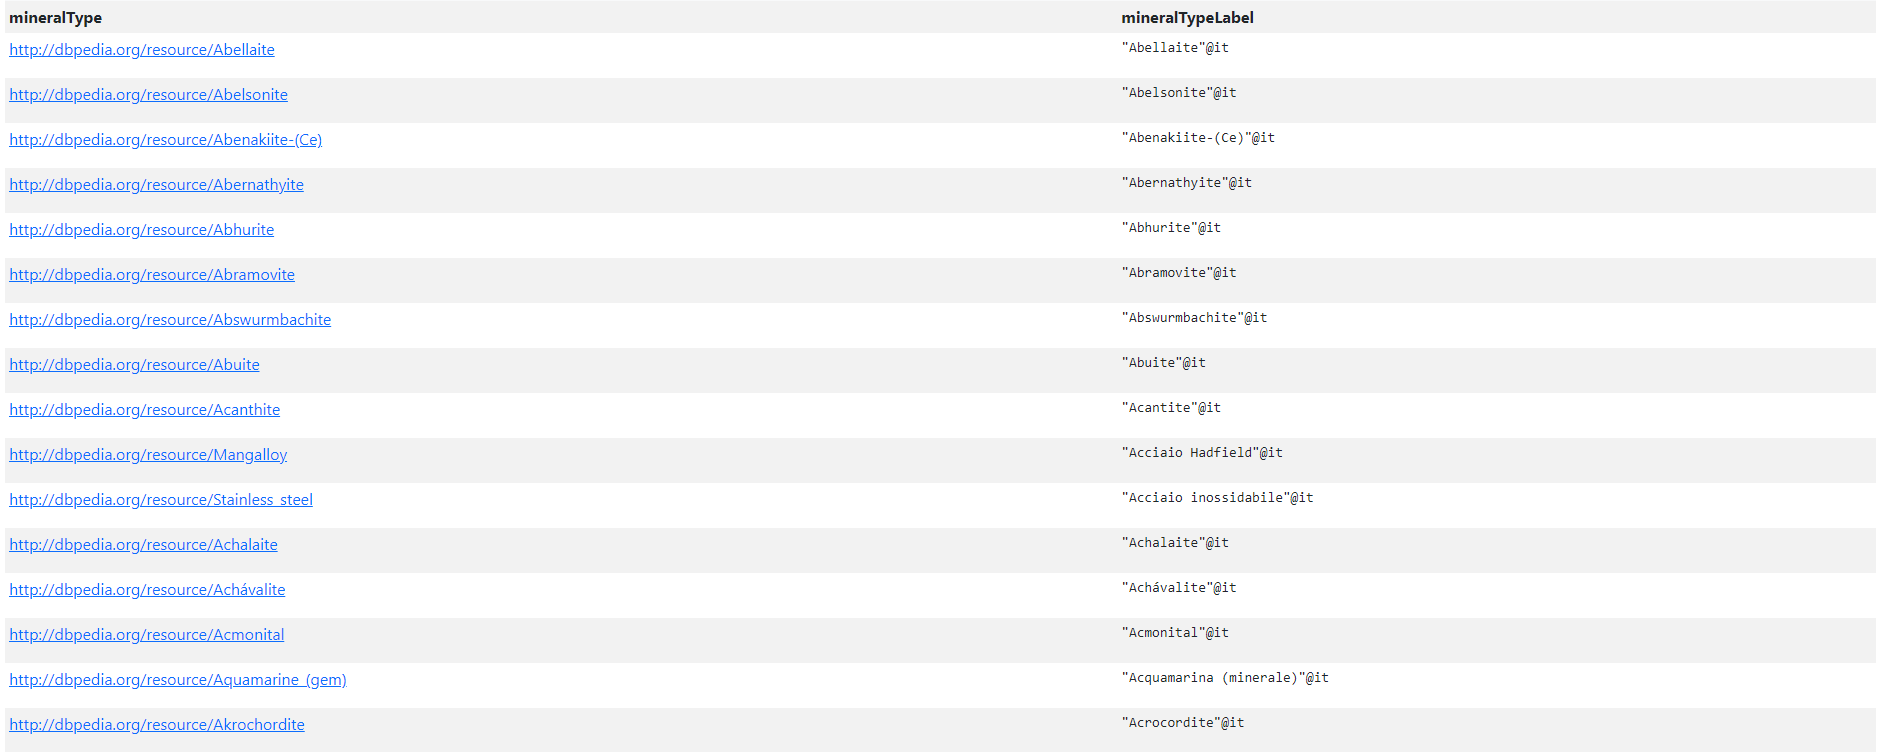 mineralType mineralTypeLabel
http://dbpedia.org/resource/Abellaite "Abellaite"@it
http://dbpedia.org/resource/Abelsonite "Abelsonite"@it
http://dbpedia.org/resource/Abenakiite-(Ce) "Abenakiite-(Ce)"@it
http://dbpedia.org/resource/Abernathyite "Abernathyite"@it
http://dbpedia.org/resource/Abhurite "Abhurite"@it
http://dbpedia.org/resource/Abramovite "Abramovite"@it
http://dbpedia.org/resource/Abswurmbachite "Abswurmbachite"@it
http://dbpedia.org/resource/Abuite "Abuite"@it
http://dbpedia.org/resource/Acanthite "Acantite"@it
http://dbpedia.org/resource/Mangalloy "Acciaio Hadfield"@it
http://dbpedia.org/resource/Stainless_steel "Acciaio inossidabile"@it
http://dbpedia.org/resource/Achalaite "Achalaite"@it
http://dbpedia.org/resource/Achávalite "Achávalite"@it
http://dbpedia.org/resource/Acmonital "Acmonital"@it
http://dbpedia.org/resource/Aquamarine_(gem) "Acquamarina (minerale)"@it
http://dbpedia.org/resource/Akrochordite "Acrocordite"@it